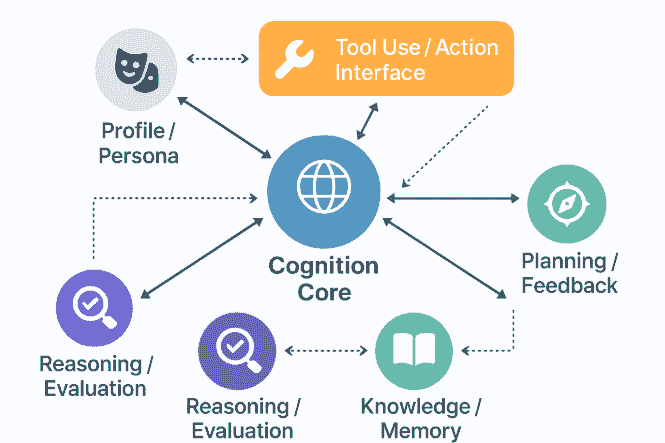 Tool Use / Action
Interface
Profile /
Persona
Cognition
Core
Planning /
Feedback
Reasoning /
Evaluation
Reasoning /
Evaluation
Knowledge /
Memory